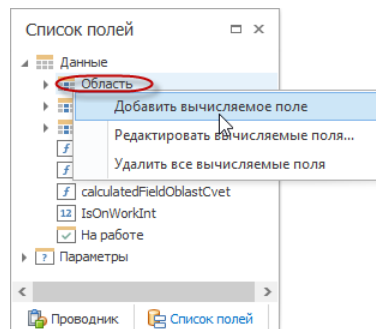 Список полей
Данные
Область
Добавить вычисляемое поле
Редактировать вычисляемые поля...
Удалить все вычисляемые поля
calculatedFieldOblastCvet
12 IsOnWorkInt
На работе
? Параметры
Проводник Список полей